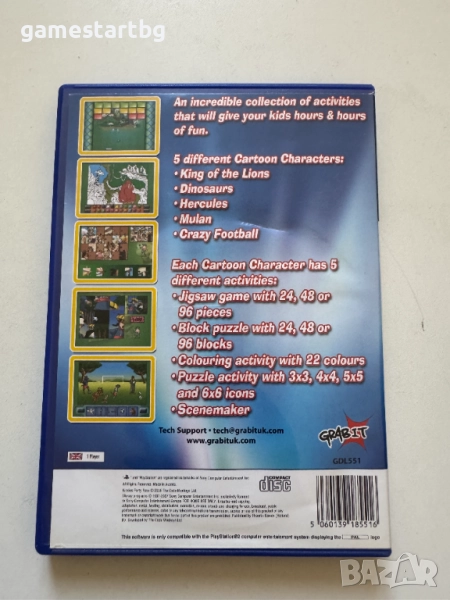 gamestartbg
An incredible collection of activities
that will give your kids hours & hours
of fun.
5 different Cartoon Characters:
• King of the Lions
• Dinosaurs
• Hercules
• Mulan
• Crazy Football
Each Cartoon Character has 5
different activities:
• Jigsaw game with 24, 48 or
96 pieces
• Block puzzle with 24, 48 or
96 blocks
• Colouring activity with 22 colours
• Puzzle activity with 3x3, 4x4, 5x5
and 6x6 icons
• Scenemaker
Tech Support • tech@grabituk.com
www.grabituk.com
GRAB IT
GDE551
1 Player
COMPACT
disc
5 060139 185516
This software is only compatible with the PlayStation®2 computer entertainment system displaying the PAL logo
BAZAR